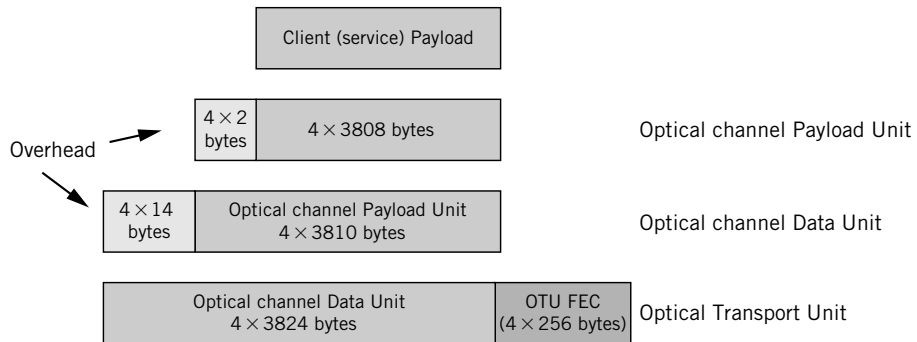 Client (service) Payload
4 × 2
bytes
4 × 3808 bytes
Optical channel Payload Unit
Overhead
4 × 14
bytes
Optical channel Payload Unit
4 × 3810 bytes
Optical channel Data Unit
Optical channel Data Unit
4 × 3824 bytes
OTU FEC
(4 × 256 bytes)
Optical Transport Unit